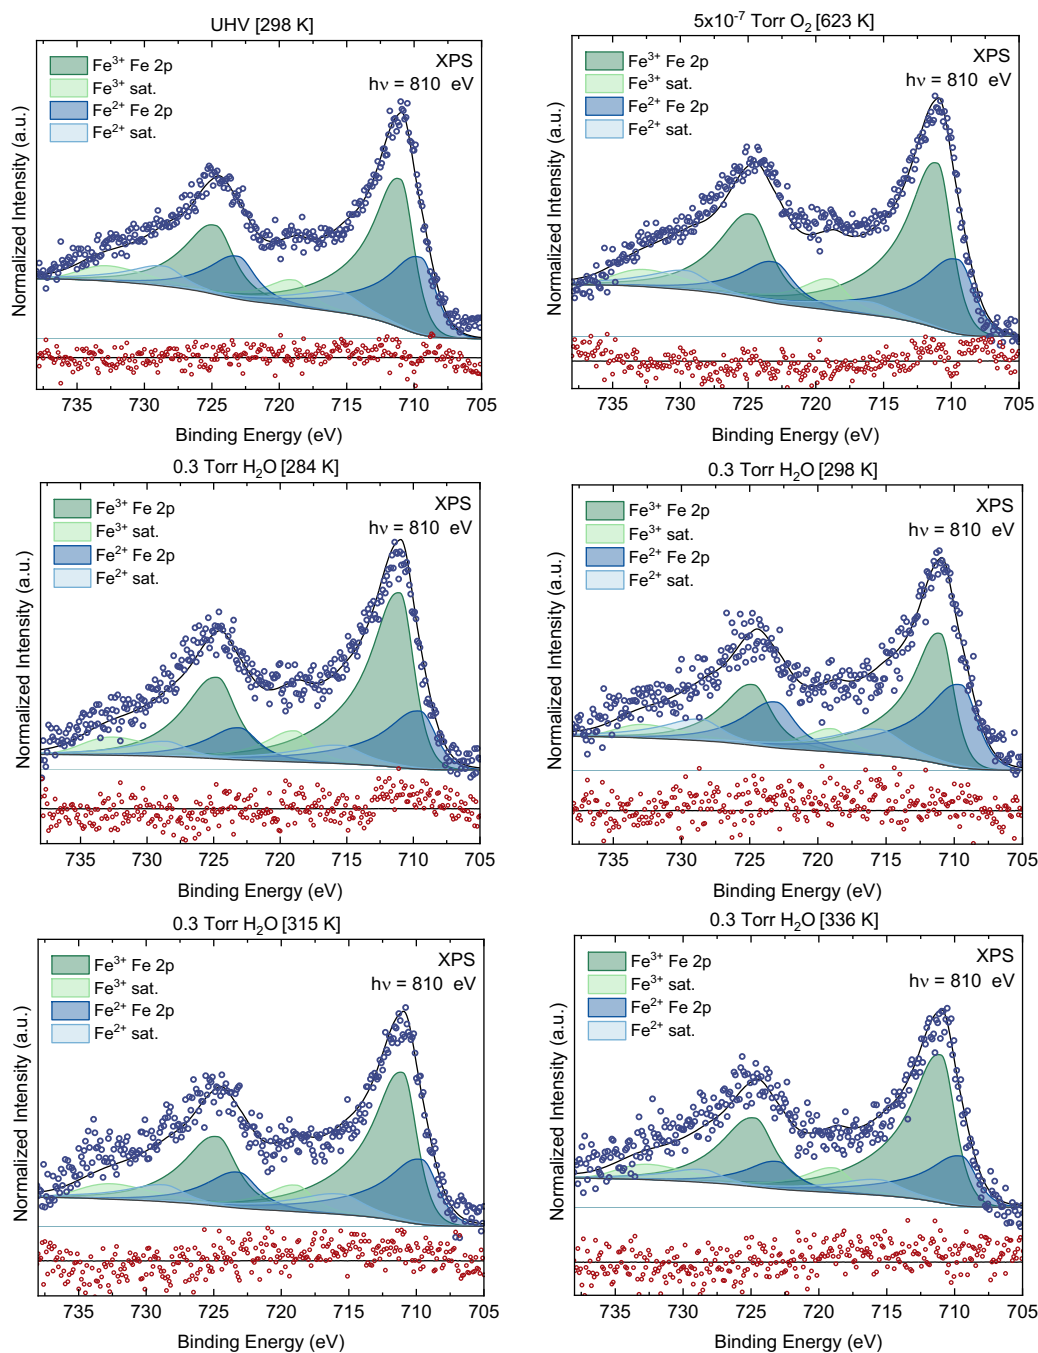 UHV [298 K]
Fe³⁺ Fe 2p
Fe³⁺ sat.
Fe²⁺ Fe 2p
Fe²⁺ sat.
XPS
hν = 810 eV
Normalized Intensity (a.u.)
735 730 725 720 715 710 705
Binding Energy (eV)
5x10⁻⁷ Torr O₂ [623 K]
Fe³⁺ Fe 2p
Fe³⁺ sat.
Fe²⁺ Fe 2p
Fe²⁺ sat.
XPS
hν = 810 eV
Normalized Intensity (a.u.)
735 730 725 720 715 710 705
Binding Energy (eV)
0.3 Torr H₂O [284 K]
Fe³⁺ Fe 2p
Fe³⁺ sat.
Fe²⁺ Fe 2p
Fe²⁺ sat.
XPS
hν = 810 eV
Normalized Intensity (a.u.)
735 730 725 720 715 710 705
Binding Energy (eV)
0.3 Torr H₂O [298 K]
Fe³⁺ Fe 2p
Fe³⁺ sat.
Fe²⁺ Fe 2p
Fe²⁺ sat.
XPS
hν = 810 eV
Normalized Intensity (a.u.)
735 730 725 720 715 710 705
Binding Energy (eV)
0.3 Torr H₂O [315 K]
Fe³⁺ Fe 2p
Fe³⁺ sat.
Fe²⁺ Fe 2p
Fe²⁺ sat.
XPS
hν = 810 eV
Normalized Intensity (a.u.)
735 730 725 720 715 710 705
Binding Energy (eV)
0.3 Torr H₂O [336 K]
Fe³⁺ Fe 2p
Fe³⁺ sat.
Fe²⁺ Fe 2p
Fe²⁺ sat.
XPS
hν = 810 eV
Normalized Intensity (a.u.)
735 730 725 720 715 710 705
Binding Energy (eV)